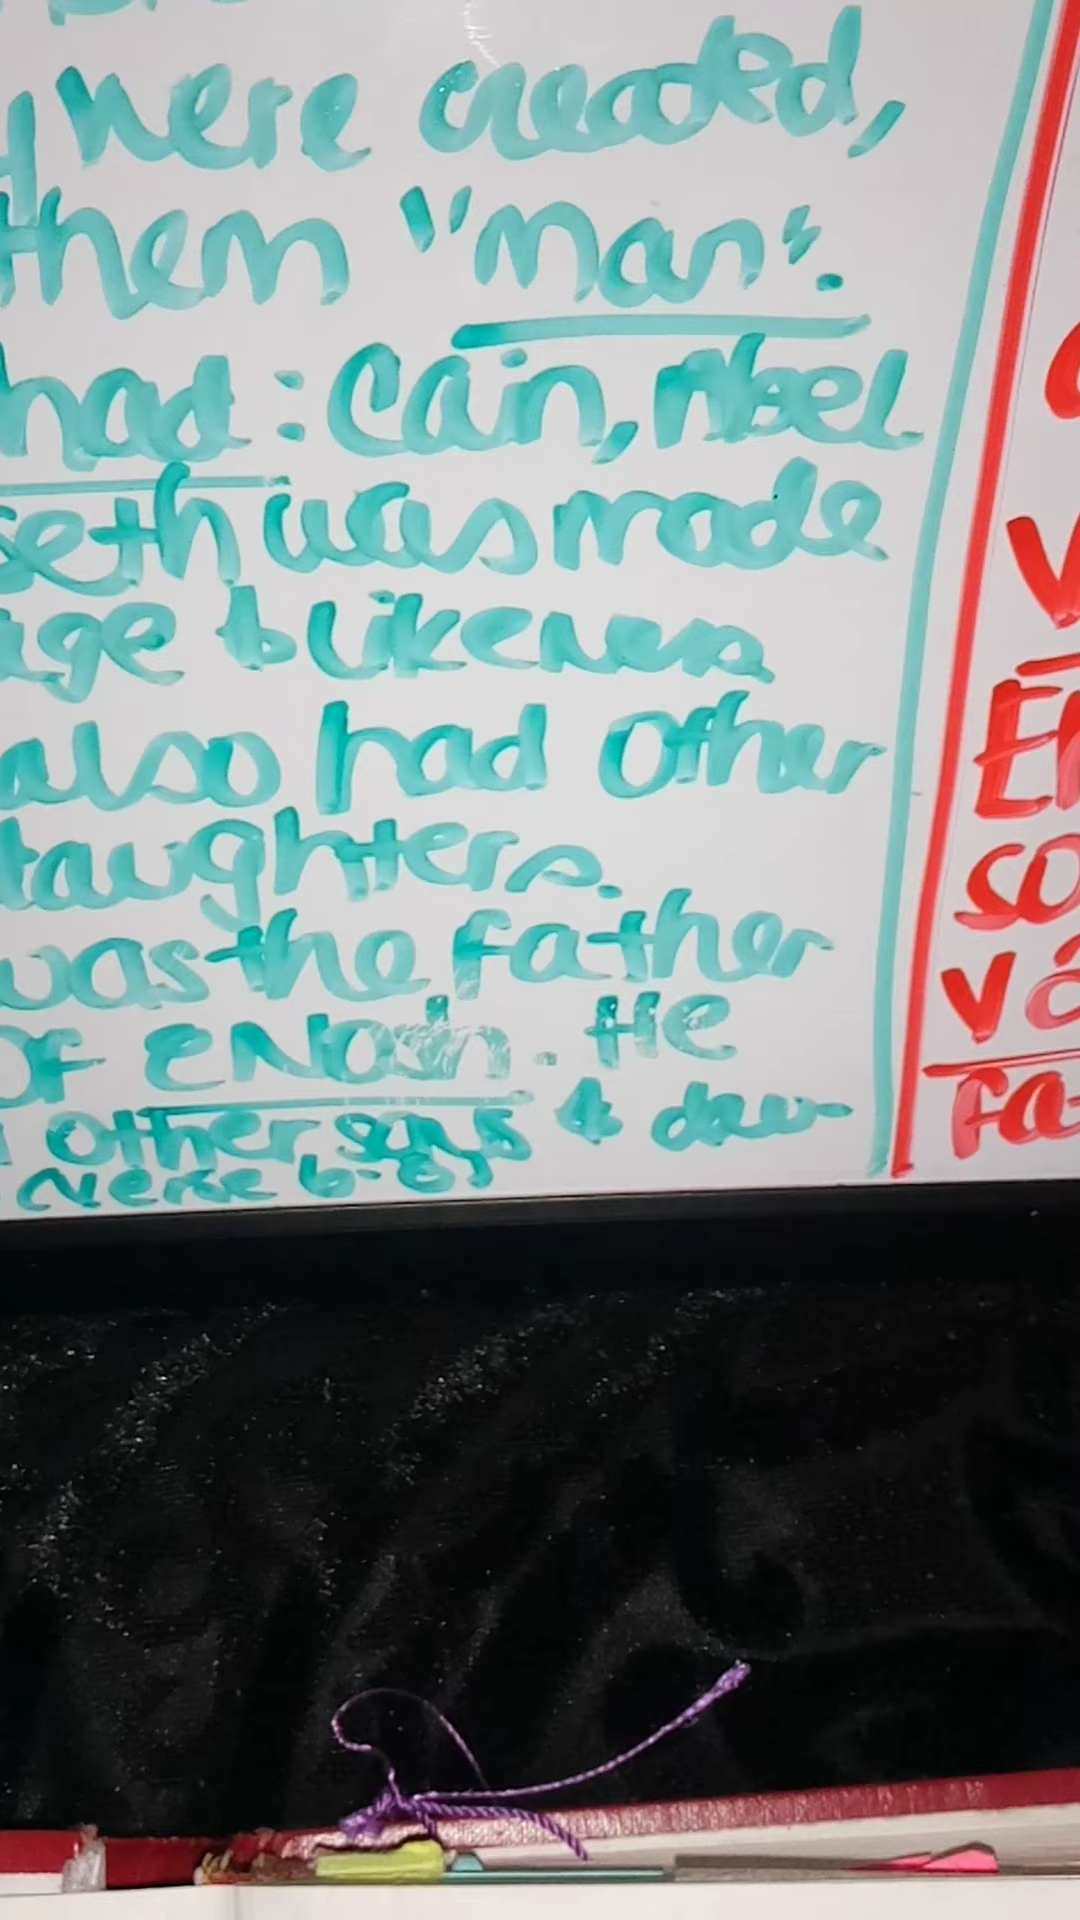 were created,
them "man".
had: Cain, Abel
seth was made
age & Likeness
also had other
daughters.
was the father
Of ENosh. He
other sons & dau-
verse 6-8)
V
En
so
va
fa-